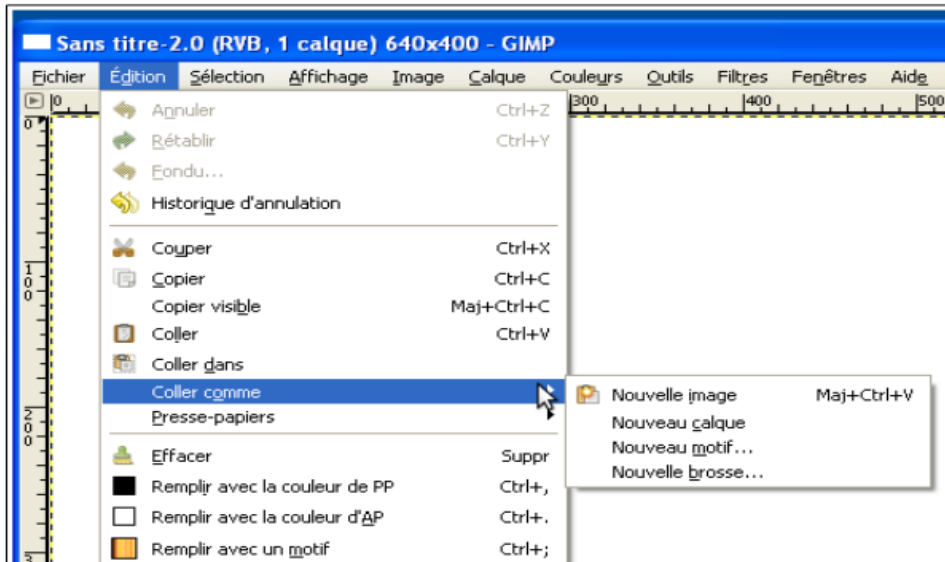 Sans titre-2.0 (RVB, 1 calque) 640x400 - GIMP
Fichier Édition Sélection Affichage Image Calque Couleurs Outils Filtres Fenêtres Aide
0 300 400 500
0
Annuler Ctrl+Z
Rétablir Ctrl+Y
Fondu...
Historique d'annulation
Couper Ctrl+X
100
Copier Ctrl+C
Copier visible Maj+Ctrl+C
Coller Ctrl+V
Coller dans
Coller comme
Nouvelle image Maj+Ctrl+V
200
Presse-papiers
Nouveau calque
Nouveau motif...
Nouvelle brosse...
Effacer Suppr
Remplir avec la couleur de PP Ctrl+,
Remplir avec la couleur d'AP Ctrl+.
3
Remplir avec un motif Ctrl+;